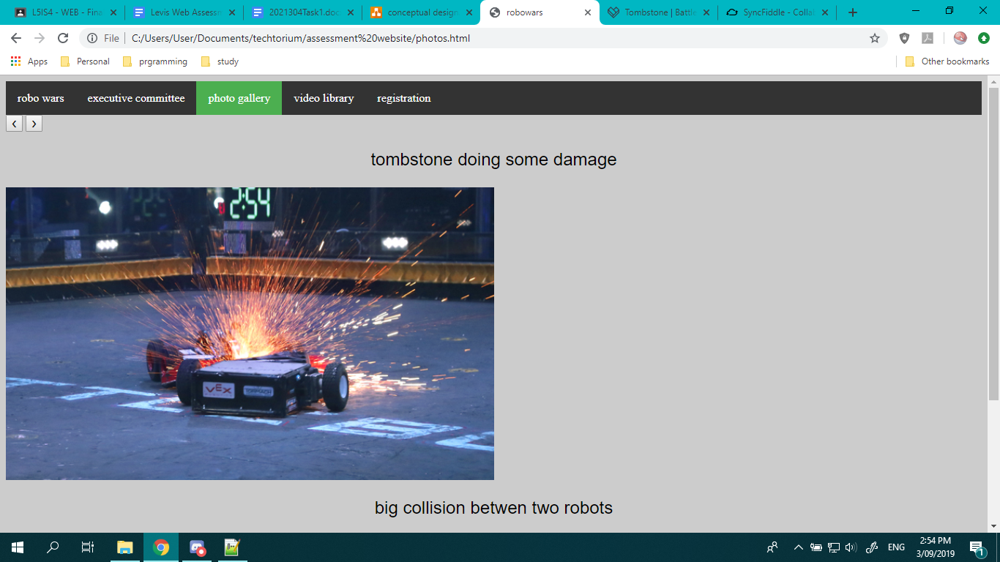 L5IS4 - WEB - Fina
Levis Web Assessm
2021304Task1.doc
conceptual design
robowars
Tombstone | Battle
SyncFiddle - Collab
File
C:/Users/User/Documents/techtorium/assessment%20website/photos.html
Apps
Personal
prgramming
study
Other bookmarks
robo wars
executive committee
photo gallery
video library
registration
tombstone doing some damage
2:54
VEX
big collision betwen two robots
ENG
2:54 PM
3/09/2019
1